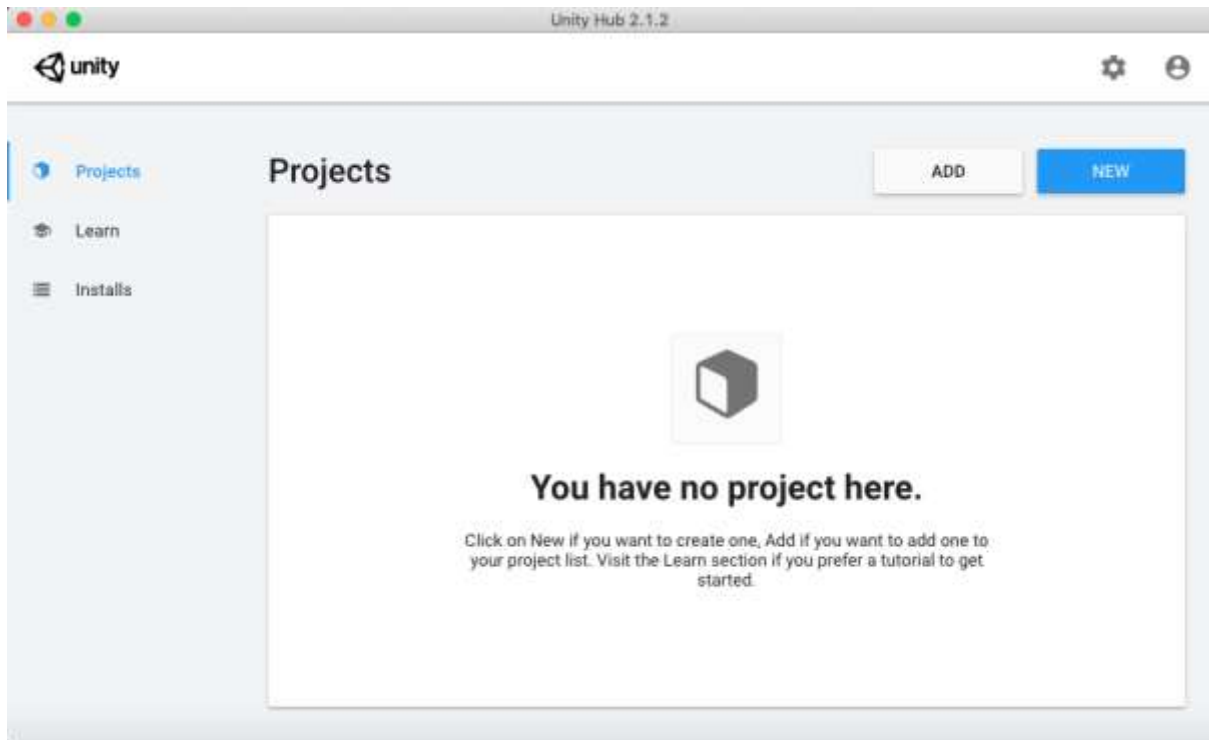 Unity Hub 2.1.2
unity
Projects
Learn
Installs
Projects
ADD
NEW
You have no project here.
Click on New if you want to create one, Add if you want to add one to
your project list. Visit the Learn section if you prefer a tutorial to get
started.